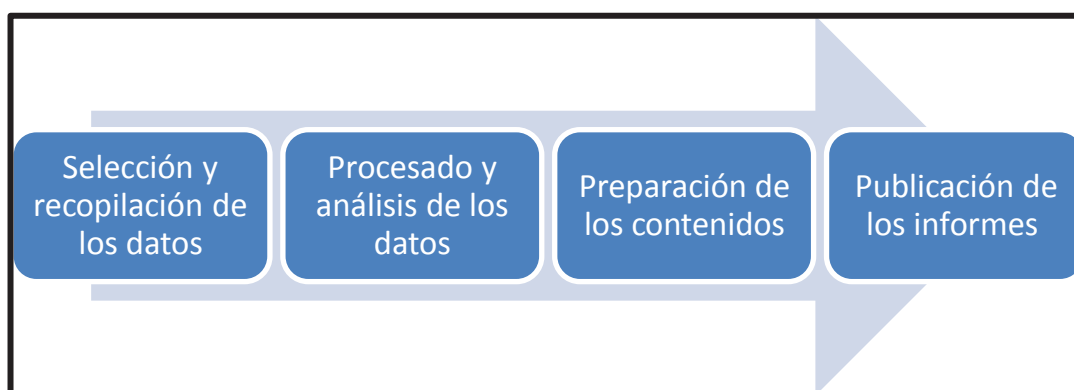 Selección y
recopilación de
los datos
Procesado y
análisis de los
datos
Preparación de
los contenidos
Publicación de
los informes